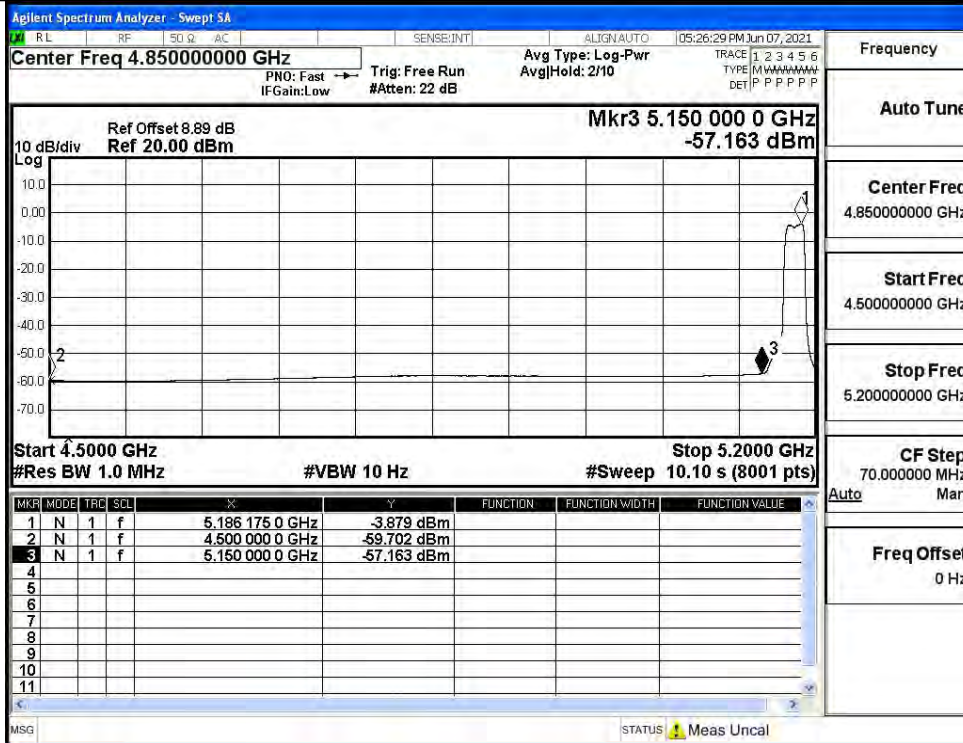 Agilent Spectrum Analyzer - Swept SA
RL RF 50 Ω AC SENSE:INT ALIGNAUTO 05:26:29 PM Jun 07, 2021
Center Freq 4.850000000 GHz
PNO: Fast
IFGain:Low
Trig: Free Run
#Atten: 22 dB
Avg Type: Log-Pwr
Avg|Hold: 2/10
TRACE 1 2 3 4 5 6
TYPE MWWWWW
DET P P P P P P
Mkr3 5.150 000 0 GHz
-57.163 dBm
Ref Offset 8.89 dB
10 dB/div Ref 20.00 dBm
Log
10.0
0.00
-10.0
-20.0
-30.0
-40.0
-50.0
-60.0
-70.0
1
2
3
Start 4.5000 GHz Stop 5.2000 GHz
#Res BW 1.0 MHz #VBW 10 Hz #Sweep 10.10 s (8001 pts)
MKR MODE TRC SCL X Y FUNCTION FUNCTION WIDTH FUNCTION VALUE
1 N 1 f 5.186 175 0 GHz -3.879 dBm
2 N 1 f 4.500 000 0 GHz -59.702 dBm
3 N 1 f 5.150 000 0 GHz -57.163 dBm
4
5
6
7
8
9
10
11
MSG STATUS Meas Uncal
Frequency
Auto Tune
Center Freq
4.850000000 GHz
Start Freq
4.500000000 GHz
Stop Freq
5.200000000 GHz
CF Step
70.000000 MHz
Auto Man
Freq Offset
0 Hz